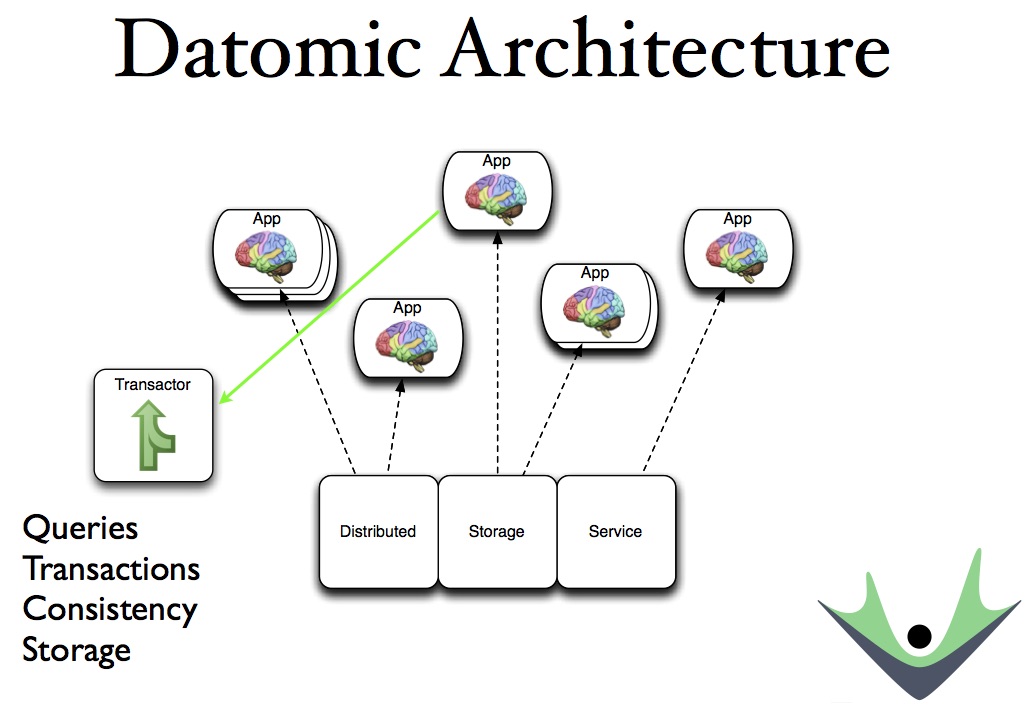 Datomic Architecture
App
App
App
App
App
Transactor
Distributed Storage Service
Queries
Transactions
Consistency
Storage